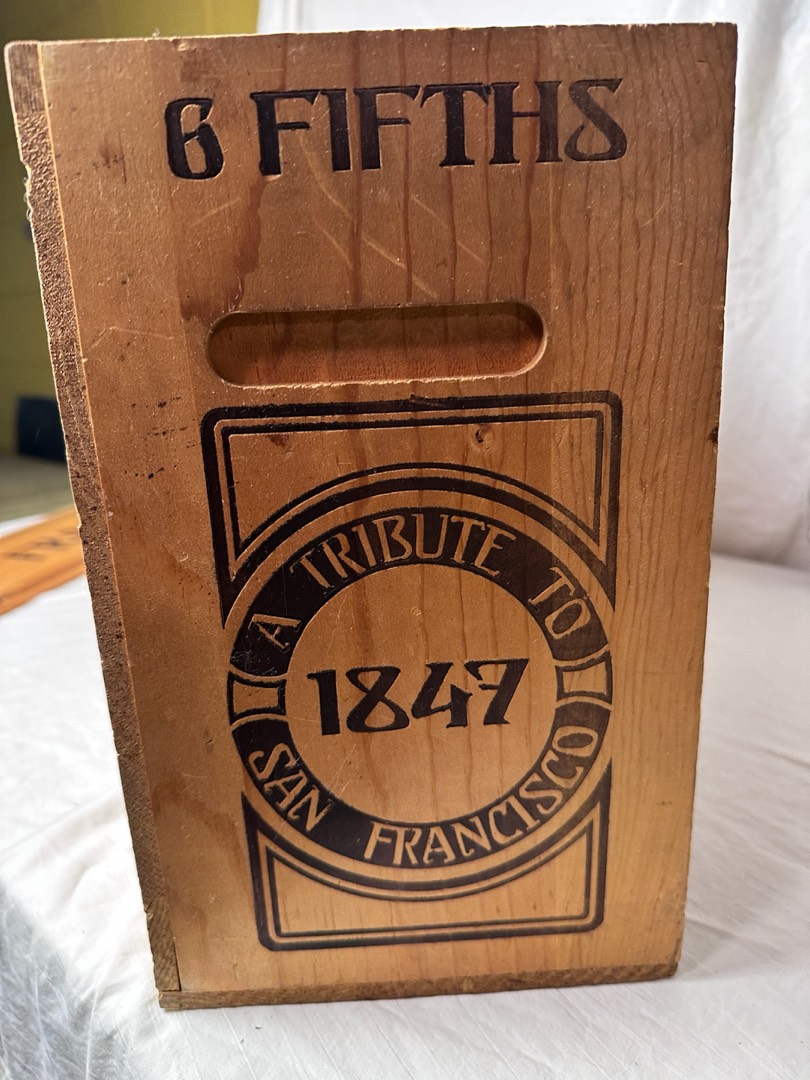 6 FIFTHS
A TRIBUTE TO
1847
SAN FRANCISCO